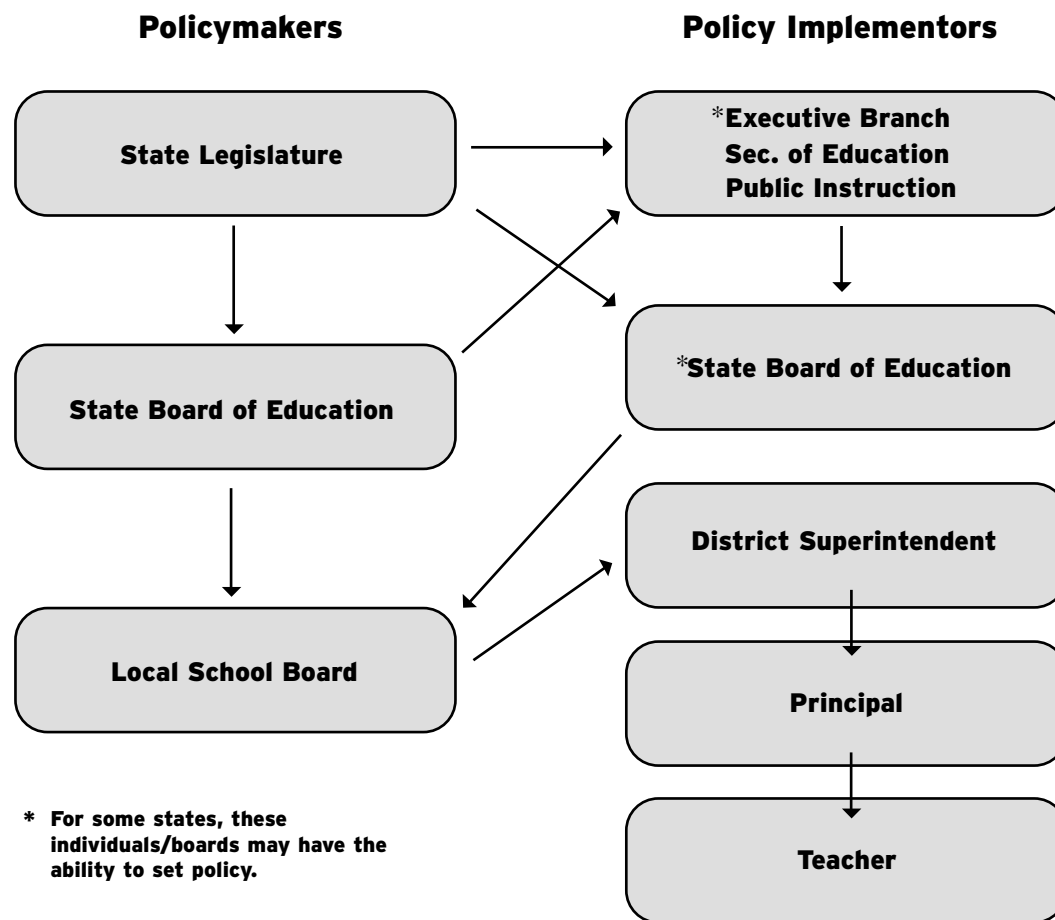 Policymakers
Policy Implementors
State Legislature
*Executive Branch
Sec. of Education
Public Instruction
State Board of Education
*State Board of Education
Local School Board
District Superintendent
Principal
Teacher
* For some states, these
individuals/boards may have the
ability to set policy.